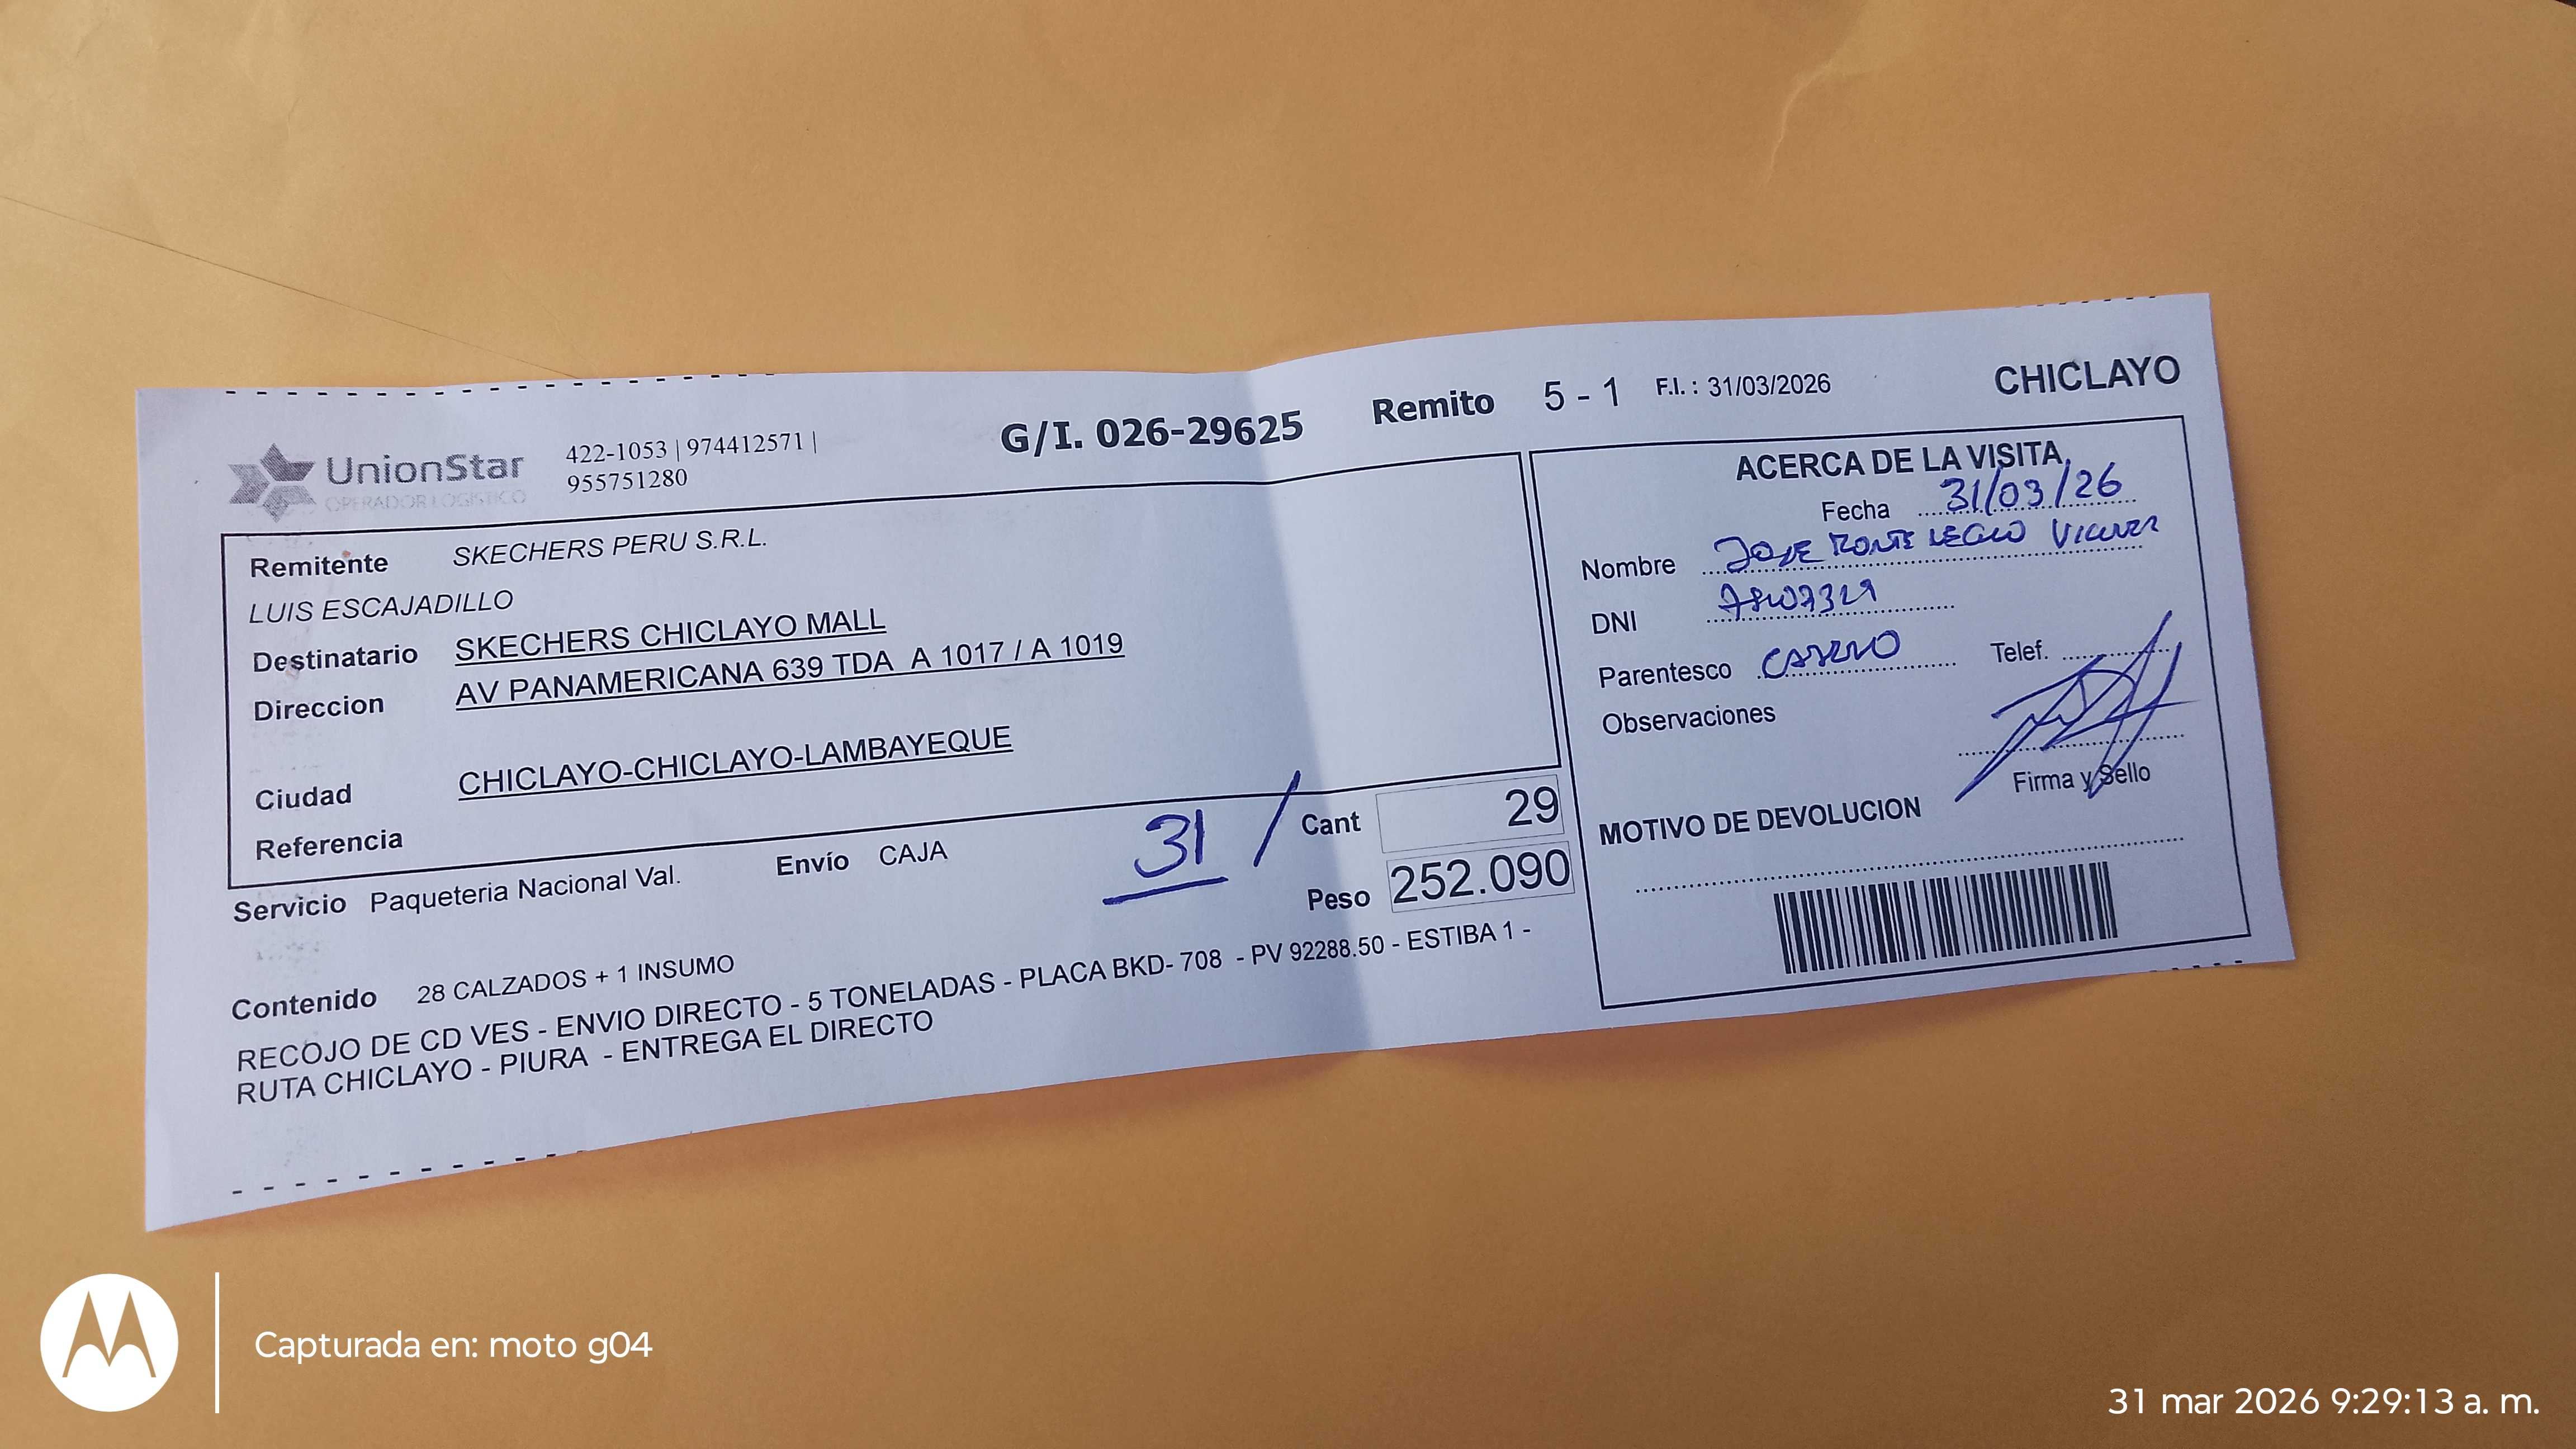 UnionStar
OPERADOR LOGISTICO
422-1053 | 974412571 |
955751280
G/I. 026-29625
Remito 5 - 1 F.I. : 31/03/2026
CHICLAYO
Remitente SKECHERS PERU S.R.L.
LUIS ESCAJADILLO
Destinatario SKECHERS CHICLAYO MALL
Direccion AV PANAMERICANA 639 TDA A 1017 / A 1019
Ciudad CHICLAYO-CHICLAYO-LAMBAYEQUE
Referencia
Servicio Paqueteria Nacional Val. Envío CAJA
31 /
Cant 29
Peso 252.090
Contenido 28 CALZADOS + 1 INSUMO
RECOJO DE CD VES - ENVIO DIRECTO - 5 TONELADAS - PLACA BKD- 708 - PV 92288.50 - ESTIBA 1 -
RUTA CHICLAYO - PIURA - ENTREGA EL DIRECTO
ACERCA DE LA VISITA
Fecha 31/03/26
Nombre JOSE
DNI
Parentesco
Telef.
Observaciones
Firma y Sello
MOTIVO DE DEVOLUCION
Capturada en: moto g04
31 mar 2026 9:29:13 a. m.